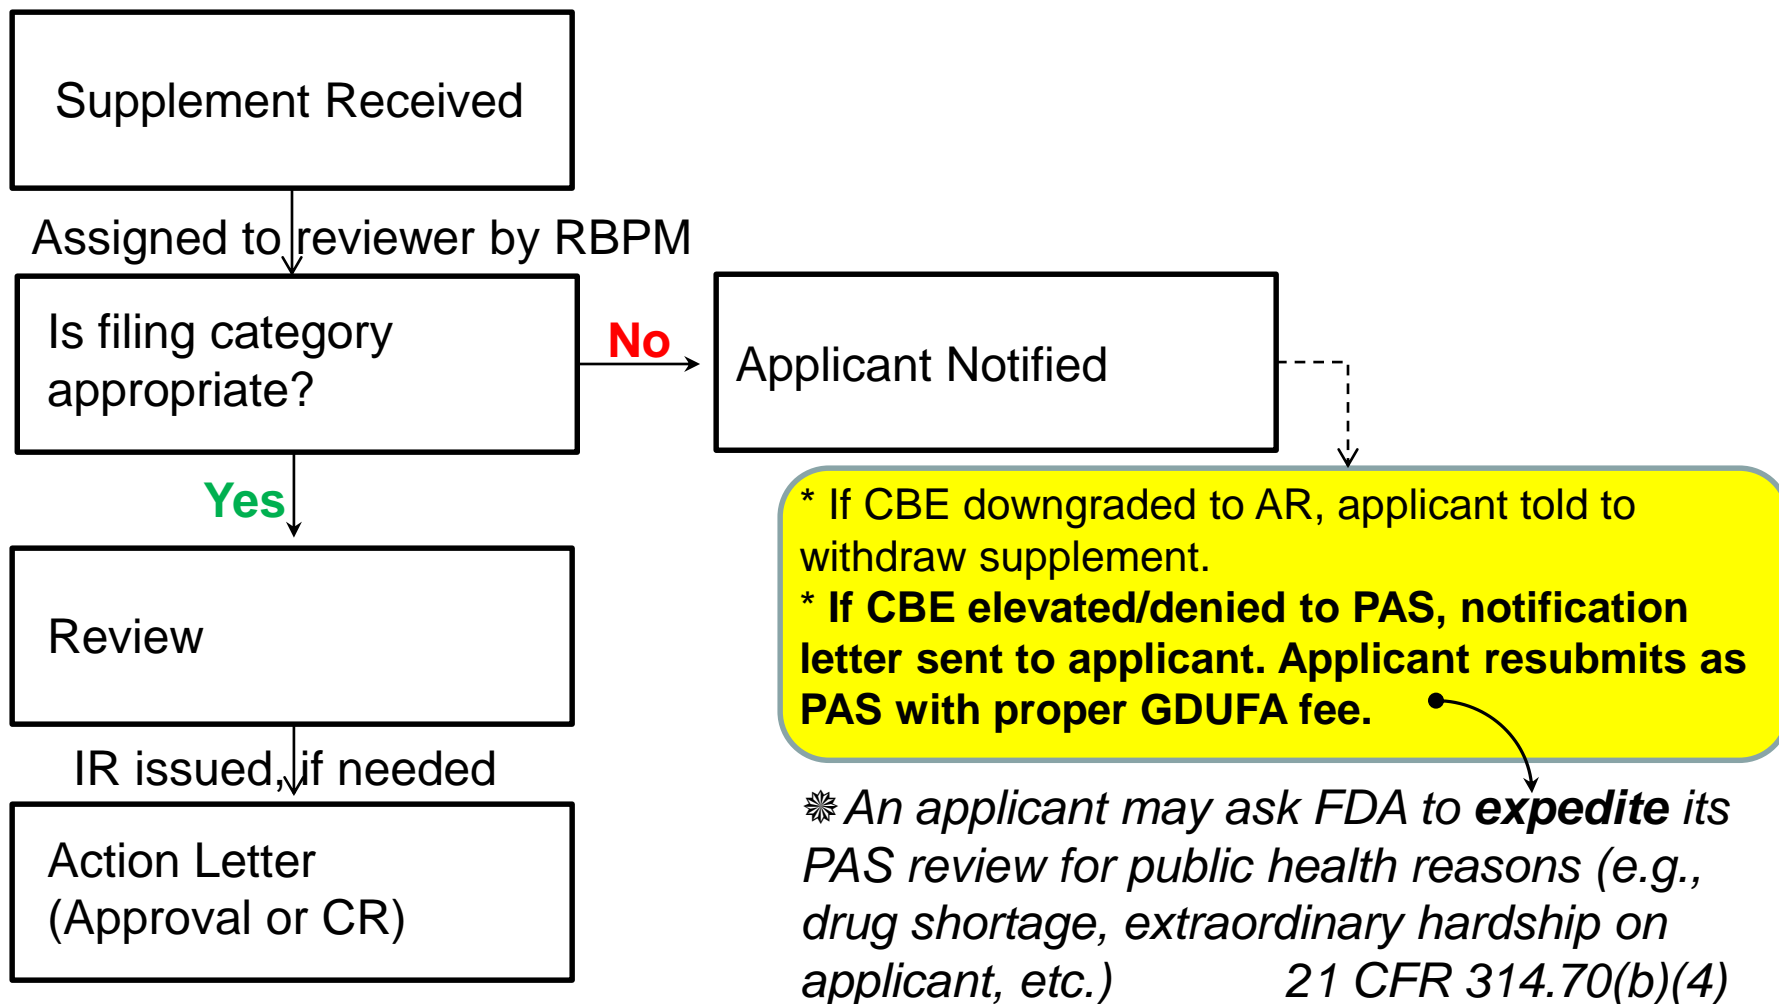 Supplement Received
Assigned to reviewer by RBPM
Is filing category
appropriate?
No
Applicant Notified
Yes
* If CBE downgraded to AR, applicant told to
withdraw supplement.
* If CBE elevated/denied to PAS, notification
letter sent to applicant. Applicant resubmits as
PAS with proper GDUFA fee.
Review
IR issued, if needed
Action Letter
(Approval or CR)
❋ An applicant may ask FDA to expedite its
PAS review for public health reasons (e.g.,
drug shortage, extraordinary hardship on
applicant, etc.) 21 CFR 314.70(b)(4)